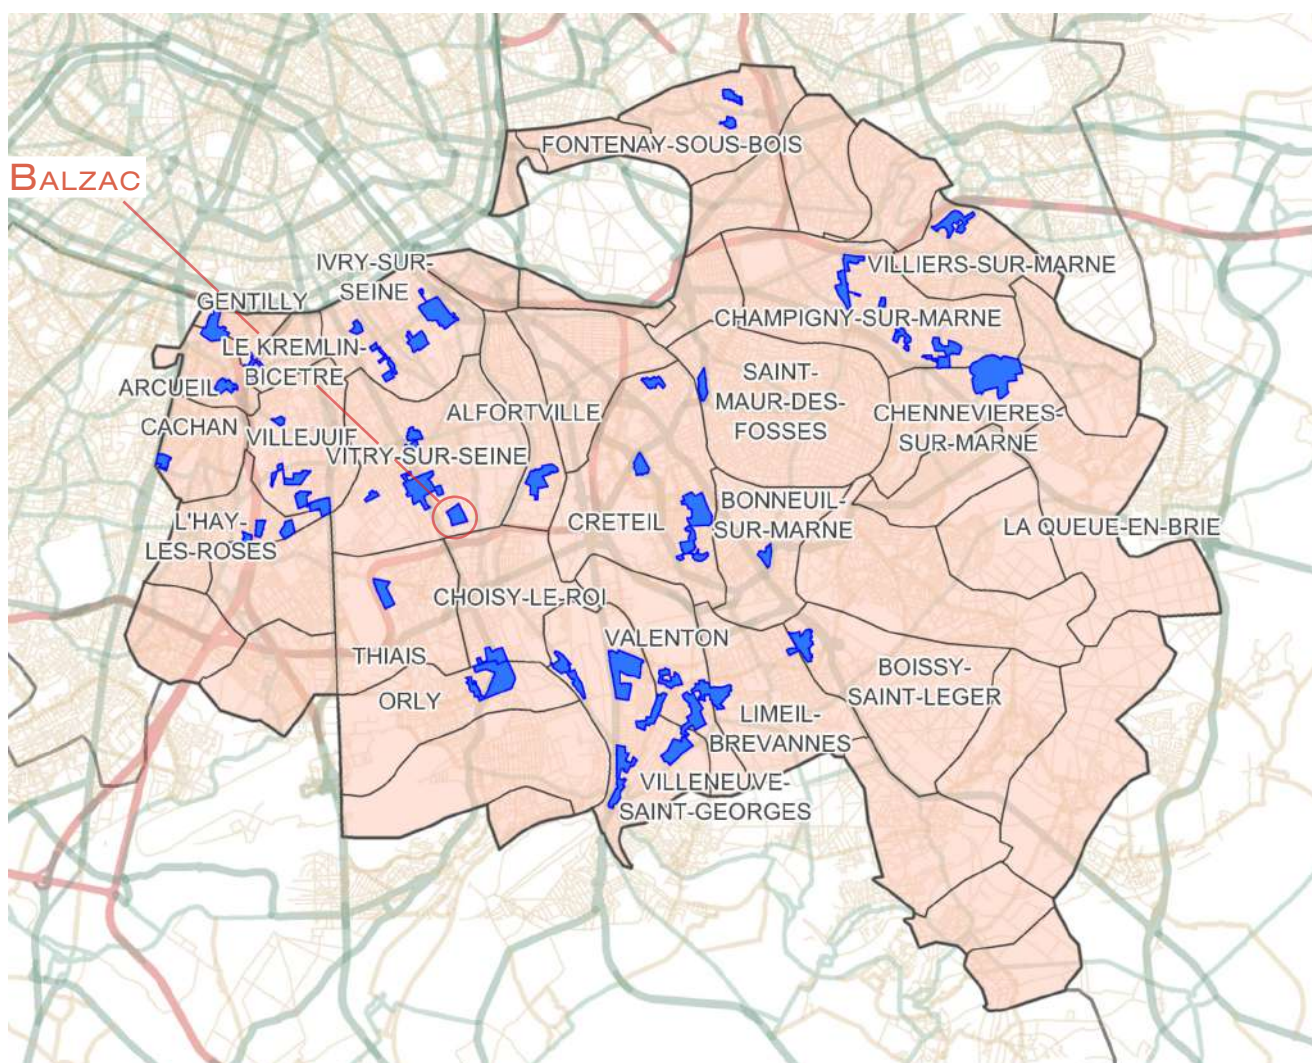 FONTENAY-SOUS-BOIS
BALZAC
IVRY-SUR-
SEINE
VILLIERS-SUR-MARNE
GENTILLY
CHAMPIGNY-SUR-MARNE
LE KREMLIN-
BICETRE
ARCUEIL
SAINT-
MAUR-DES-
FOSSES
ALFORTVILLE
CHENNEVIERES-
SUR-MARNE
CACHAN
VILLEJUIF
VITRY-SUR-SEINE
BONNEUIL-
SUR-MARNE
L'HAY-
LES-ROSES
CRETEIL
LA QUEUE-EN-BRIE
CHOISY-LE-ROI
VALENTON
THIAIS
BOISSY-
SAINT-LEGER
ORLY
LIMEIL-
BREVANNES
VILLENEUVE-
SAINT-GEORGES